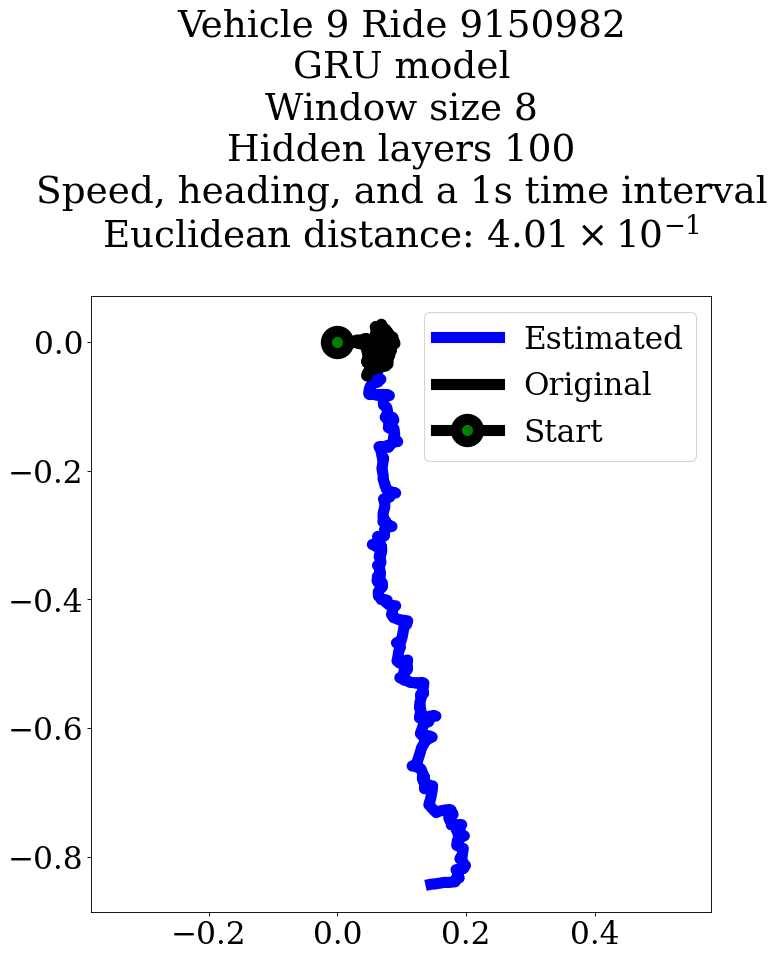 Vehicle 9 Ride 9150982
GRU model
Window size 8
Hidden layers 100
Speed, heading, and a 1s time interval
Euclidean distance: 4.01 × 10⁻¹
Estimated
Original
Start
0.0
−0.2
−0.4
−0.6
−0.8
−0.2 0.0 0.2 0.4